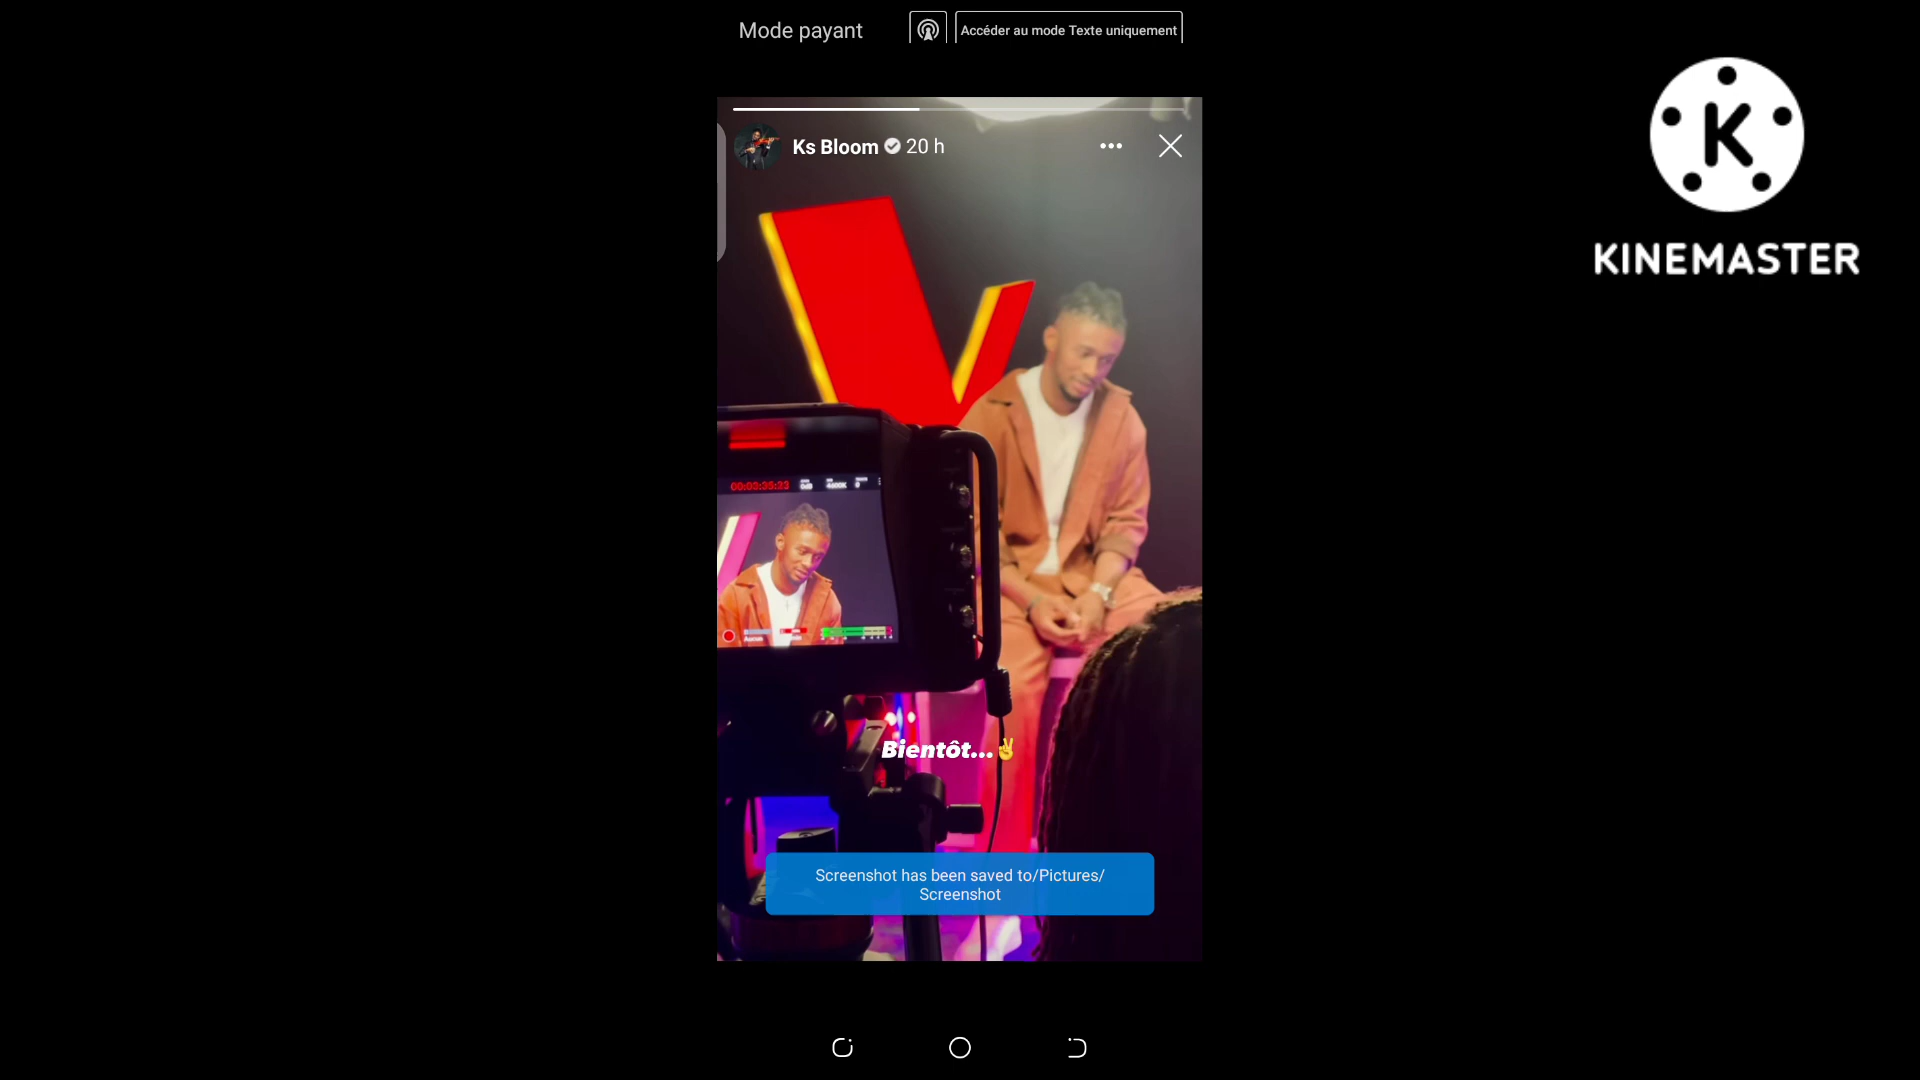 Mode payant
Accéder au mode Texte uniquement
Ks Bloom 20 h
K
KINEMASTER
4600K
Bientôt...✌
Screenshot has been saved to/Pictures/
Screenshot